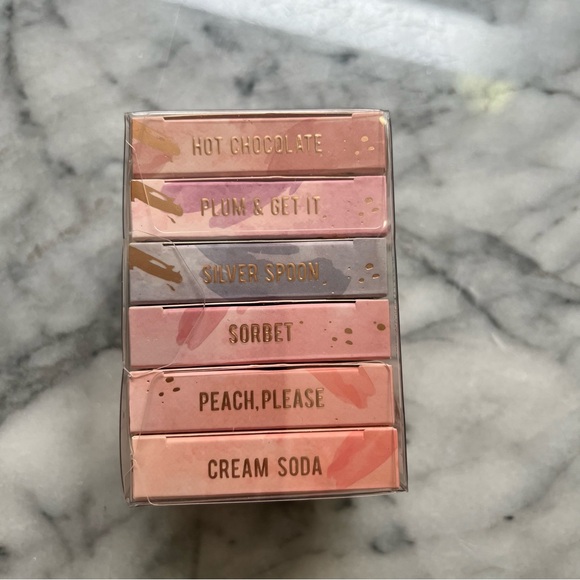 HOT CHOCOLATE
PLUM & GET IT
SILVER SPOON
SORBET
PEACH, PLEASE
CREAM SODA